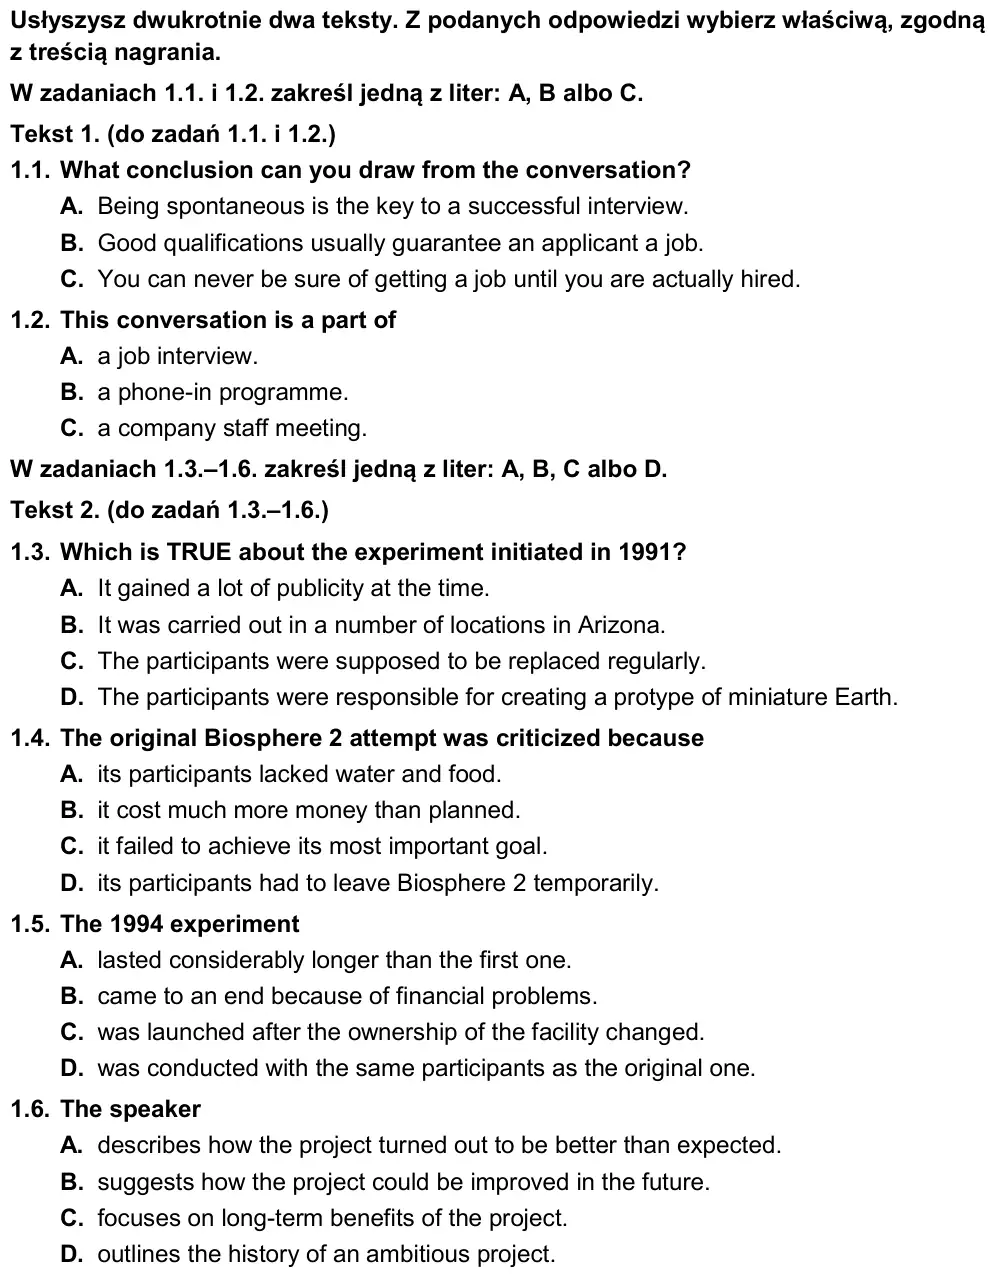 Usłyszysz dwukrotnie dwa teksty. Z podanych odpowiedzi wybierz właściwą, zgodną
z treścią nagrania.
W zadaniach 1.1. i 1.2. zakreśl jedną z liter: A, B albo C.
Tekst 1. (do zadań 1.1. i 1.2.)
1.1. What conclusion can you draw from the conversation?
A. Being spontaneous is the key to a successful interview.
B. Good qualifications usually guarantee an applicant a job.
C. You can never be sure of getting a job until you are actually hired.
1.2. This conversation is a part of
A. a job interview.
B. a phone-in programme.
C. a company staff meeting.
W zadaniach 1.3.–1.6. zakreśl jedną z liter: A, B, C albo D.
Tekst 2. (do zadań 1.3.–1.6.)
1.3. Which is TRUE about the experiment initiated in 1991?
A. It gained a lot of publicity at the time.
B. It was carried out in a number of locations in Arizona.
C. The participants were supposed to be replaced regularly.
D. The participants were responsible for creating a protype of miniature Earth.
1.4. The original Biosphere 2 attempt was criticized because
A. its participants lacked water and food.
B. it cost much more money than planned.
C. it failed to achieve its most important goal.
D. its participants had to leave Biosphere 2 temporarily.
1.5. The 1994 experiment
A. lasted considerably longer than the first one.
B. came to an end because of financial problems.
C. was launched after the ownership of the facility changed.
D. was conducted with the same participants as the original one.
1.6. The speaker
A. describes how the project turned out to be better than expected.
B. suggests how the project could be improved in the future.
C. focuses on long-term benefits of the project.
D. outlines the history of an ambitious project.